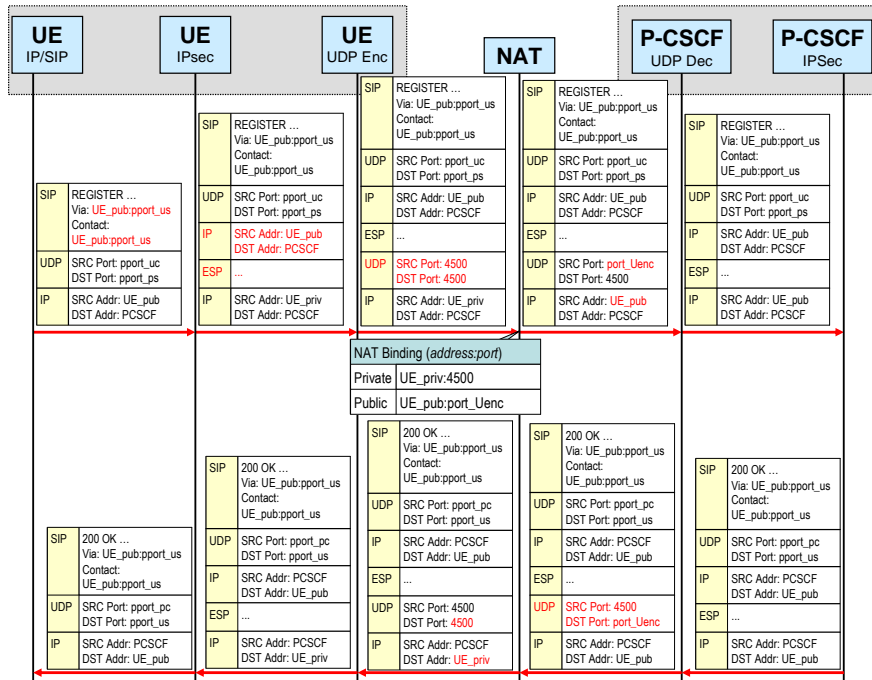 UE
IP/SIP
UE
IPsec
UE
UDP Enc
NAT
P-CSCF
UDP Dec
P-CSCF
IPSec
SIP
REGISTER ...
Via: UE_pub:pport_us
Contact:
UE_pub:pport_us
UDP
SRC Port: pport_uc
DST Port: pport_ps
IP
SRC Addr: UE_pub
DST Addr: PCSCF
SIP
REGISTER ...
Via: UE_pub:pport_us
Contact:
UE_pub:pport_us
UDP
SRC Port: pport_uc
DST Port: pport_ps
IP
SRC Addr: UE_pub
DST Addr: PCSCF
ESP
...
IP
SRC Addr: UE_priv
DST Addr: PCSCF
SIP
REGISTER ...
Via: UE_pub:pport_us
Contact:
UE_pub:pport_us
UDP
SRC Port: pport_uc
DST Port: pport_ps
IP
SRC Addr: UE_pub
DST Addr: PCSCF
ESP
...
UDP
SRC Port: 4500
DST Port: 4500
IP
SRC Addr: UE_priv
DST Addr: PCSCF
SIP
REGISTER ...
Via: UE_pub:pport_us
Contact:
UE_pub:pport_us
UDP
SRC Port: pport_uc
DST Port: pport_ps
IP
SRC Addr: UE_pub
DST Addr: PCSCF
ESP
...
UDP
SRC Port: port_Uenc
DST Port: 4500
IP
SRC Addr: UE_pub
DST Addr: PCSCF
SIP
REGISTER ...
Via: UE_pub:pport_us
Contact:
UE_pub:pport_us
UDP
SRC Port: pport_uc
DST Port: pport_ps
IP
SRC Addr: UE_pub
DST Addr: PCSCF
ESP
...
IP
SRC Addr: UE_pub
DST Addr: PCSCF
NAT Binding (address:port)
Private UE_priv:4500
Public UE_pub:port_Uenc
SIP
200 OK ...
Via: UE_pub:pport_us
Contact:
UE_pub:pport_us
UDP
SRC Port: pport_pc
DST Port: pport_us
IP
SRC Addr: PCSCF
DST Addr: UE_pub
SIP
200 OK ...
Via: UE_pub:pport_us
Contact:
UE_pub:pport_us
UDP
SRC Port: pport_pc
DST Port: pport_us
IP
SRC Addr: PCSCF
DST Addr: UE_pub
ESP
...
IP
SRC Addr: PCSCF
DST Addr: UE_priv
SIP
200 OK ...
Via: UE_pub:pport_us
Contact:
UE_pub:pport_us
UDP
SRC Port: pport_pc
DST Port: pport_us
IP
SRC Addr: PCSCF
DST Addr: UE_pub
ESP
...
UDP
SRC Port: 4500
DST Port: 4500
IP
SRC Addr: PCSCF
DST Addr: UE_priv
SIP
200 OK ...
Via: UE_pub:pport_us
Contact:
UE_pub:pport_us
UDP
SRC Port: pport_pc
DST Port: pport_us
IP
SRC Addr: PCSCF
DST Addr: UE_pub
ESP
...
UDP
SRC Port: 4500
DST Port: port_Uenc
IP
SRC Addr: PCSCF
DST Addr: UE_pub
SIP
200 OK ...
Via: UE_pub:pport_us
Contact:
UE_pub:pport_us
UDP
SRC Port: pport_pc
DST Port: pport_us
IP
SRC Addr: PCSCF
DST Addr: UE_pub
ESP
...
IP
SRC Addr: PCSCF
DST Addr: UE_pub